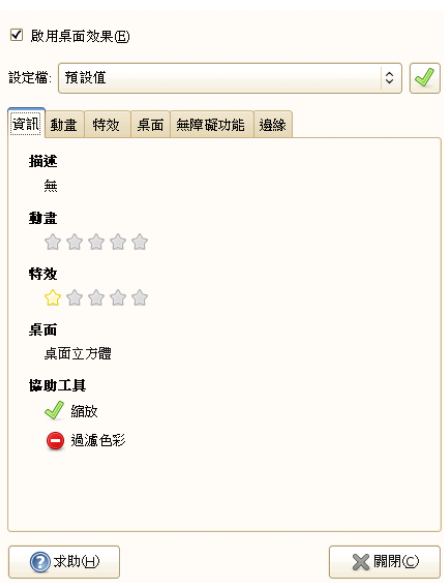 啟用桌面效果(E)
設定檔: 預設值
資訊 動畫 特效 桌面 無障礙功能 邊緣
描述
無
動畫
特效
桌面
桌面立方體
協助工具
縮放
過濾色彩
求助(H) 關閉(C)